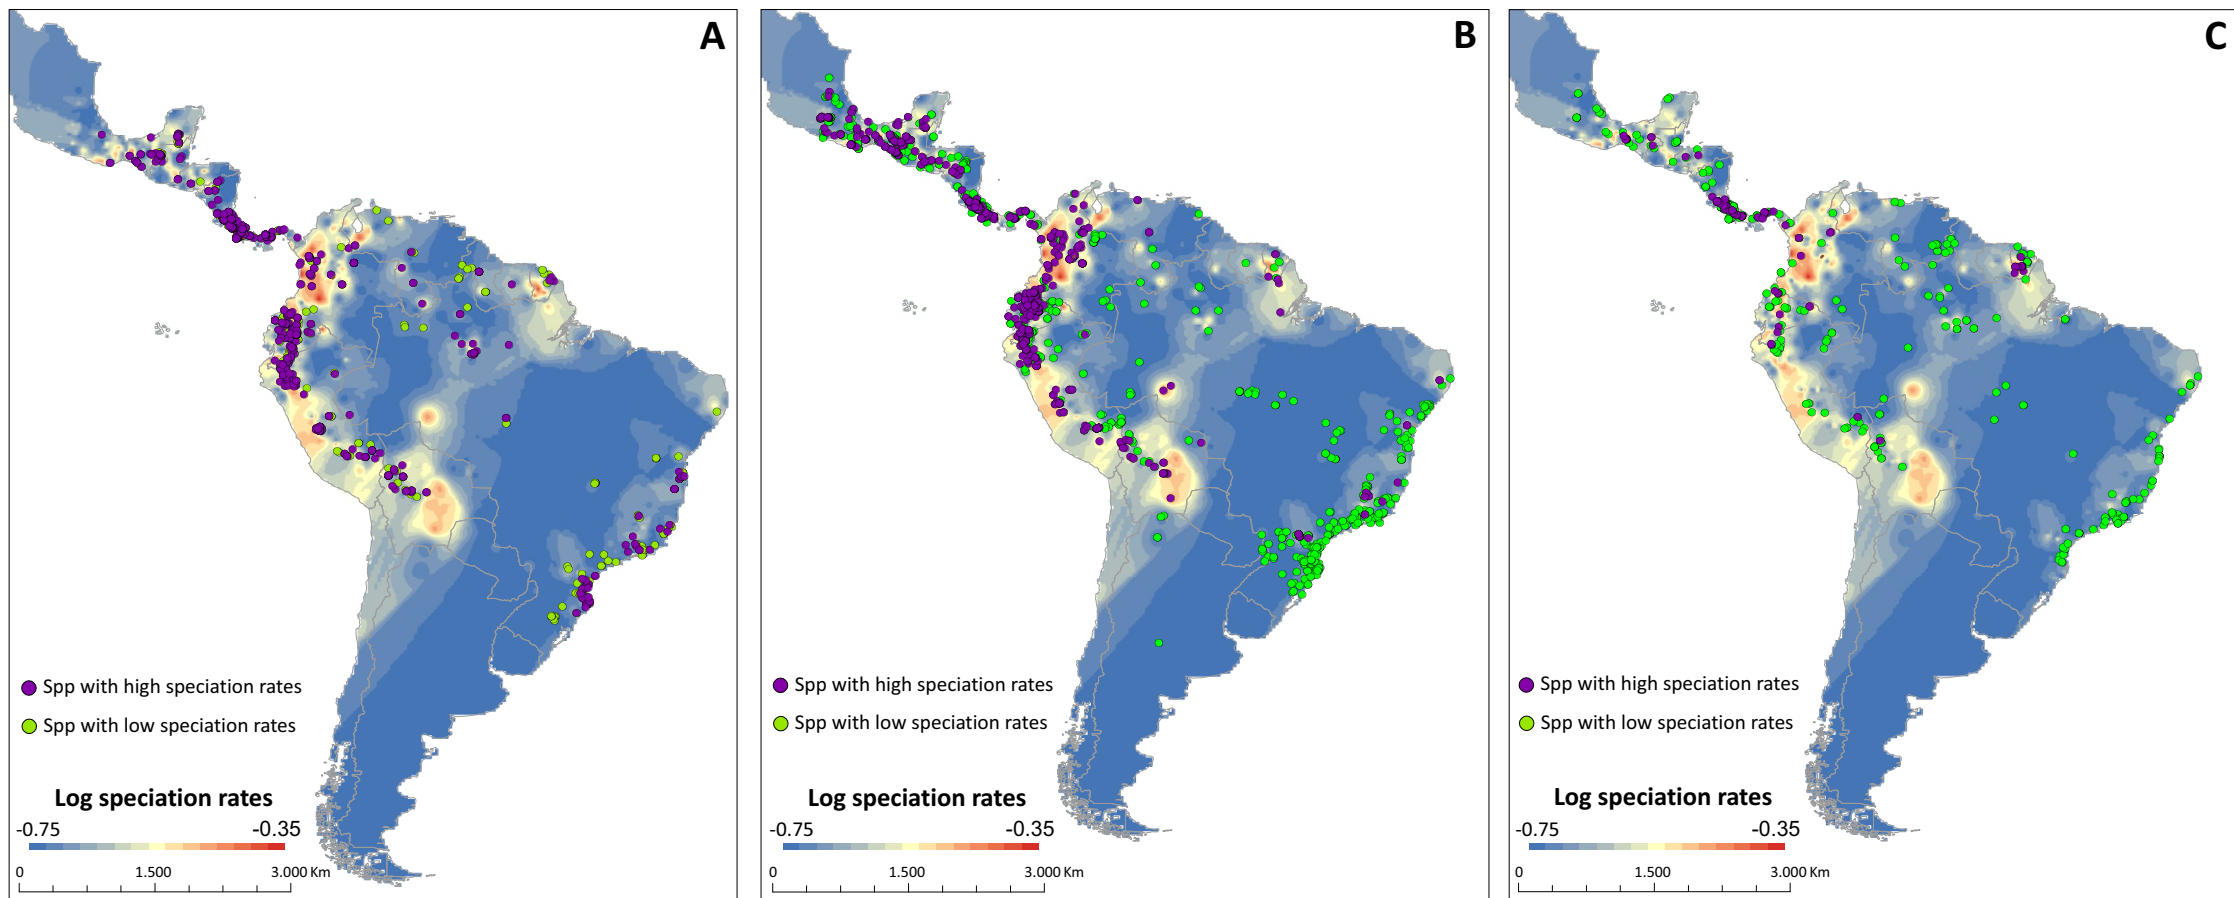 A
Spp with high speciation rates
Spp with low speciation rates
Log speciation rates
-0.75 -0.35
0 1.500 3.000 Km
B
Spp with high speciation rates
Spp with low speciation rates
Log speciation rates
-0.75 -0.35
0 1.500 3.000 Km
C
Spp with high speciation rates
Spp with low speciation rates
Log speciation rates
-0.75 -0.35
0 1.500 3.000 Km